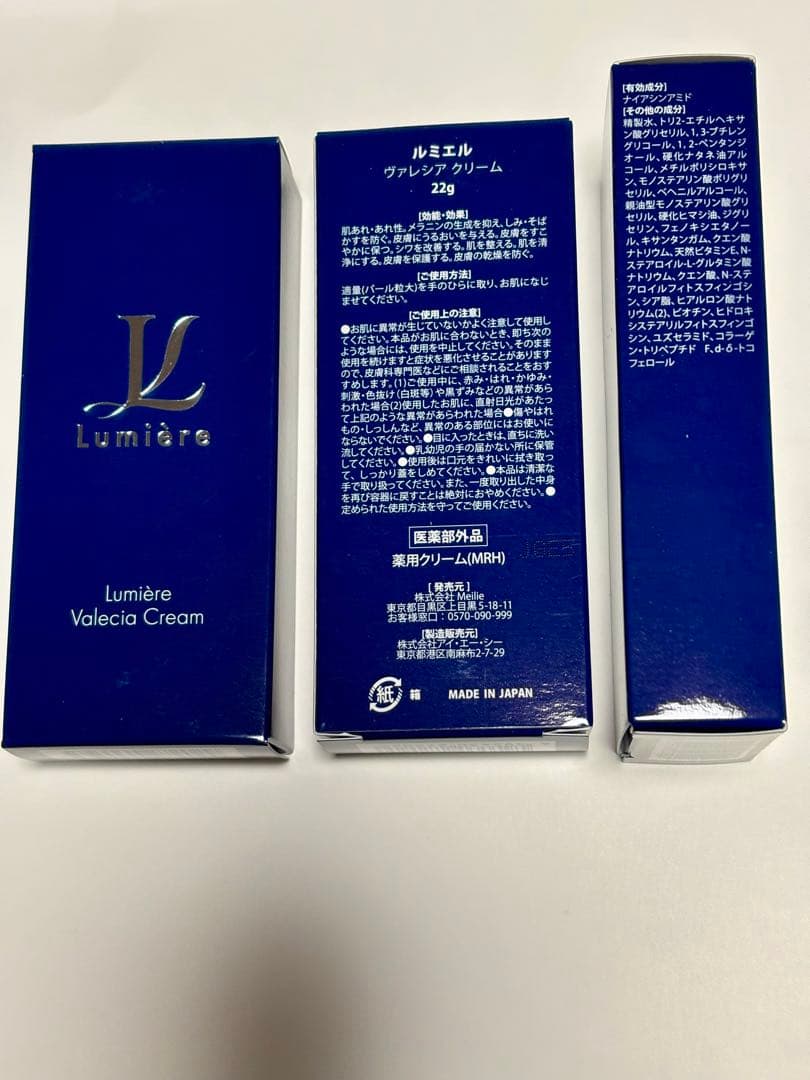 Lumière
Lumière
Valecia Cream
ルミエル
ヴァレシア クリーム
22g
[効能・効果]
肌あれ・あれ性。メラニンの生成を抑え、しみ・そば
かすを防ぐ。皮膚にうるおいを与える。皮膚をすこ
やかに保つ。シワを改善する。肌を整える。肌を清
浄にする。皮膚を保護する。皮膚の乾燥を防ぐ。
[ご使用方法]
適量(パール粒大)を手のひらに取り、お肌になじ
ませてください。
[ご使用上の注意]
●お肌に異常が生じていないかよく注意して使用し
てください。本品がお肌に合わないとき、即ち次の
ような場合には、使用を中止してください。そのまま
使用を続けますと症状を悪化させることがあります
ので、皮膚科専門医などにご相談されることをおす
すめします。(1)ご使用中に、赤み・はれ・かゆみ・
刺激・色抜け(白斑等)や黒ずみなどの異常があら
われた場合(2)使用したお肌に、直射日光があたっ
て上記のような異常があらわれた場合●傷やはれ
もの・しっしんなど、異常のある部位にはお使いに
ならないでください。●目に入ったときは、直ちに洗い
流してください。●乳幼児の手の届かない所に保管
してください。●使用後は口元をきれいに拭き取っ
て、しっかり蓋をしめてください。●本品は清潔な
手で取り扱ってください。また、一度取り出した中身
を再び容器に戻すことは絶対におやめください。●
定められた使用方法を守ってご使用ください。
医薬部外品
薬用クリーム(MRH)
[発売元]
株式会社 Meilie
東京都目黒区上目黒5-18-11
お客様窓口:0570-090-999
[製造販売元]
株式会社アイ・エー・シー
東京都港区南麻布2-7-29
紙 箱 MADE IN JAPAN
[有効成分]
ナイアシンアミド
[その他の成分]
精製水、トリ2-エチルヘキサ
ン酸グリセリル、1,3-ブチレン
グリコール、1,2-ペンタンジ
オール、硬化ナタネ油アル
コール、メチルポリシロキサ
ン、モノステアリン酸ポリグリ
セリル、ベヘニルアルコール、
親油型モノステアリン酸グ
リセリル、硬化ヒマシ油、ジグリ
セリン、フェノキシエタノー
ル、キサンタンガム、クエン酸
ナトリウム、天然ビタミンE、N-
ステアロイル-L-グルタミン酸
ナトリウム、クエン酸、N-ステ
アロイルフィトスフィンゴシ
ン、シア脂、ヒアルロン酸ナト
リウム(2)、ビオチン、ヒドロキ
システアリルフィトスフィンゴ
シン、ユズセラミド、コラーゲ
ン・トリペプチド F、d-δ-トコ
フェロール